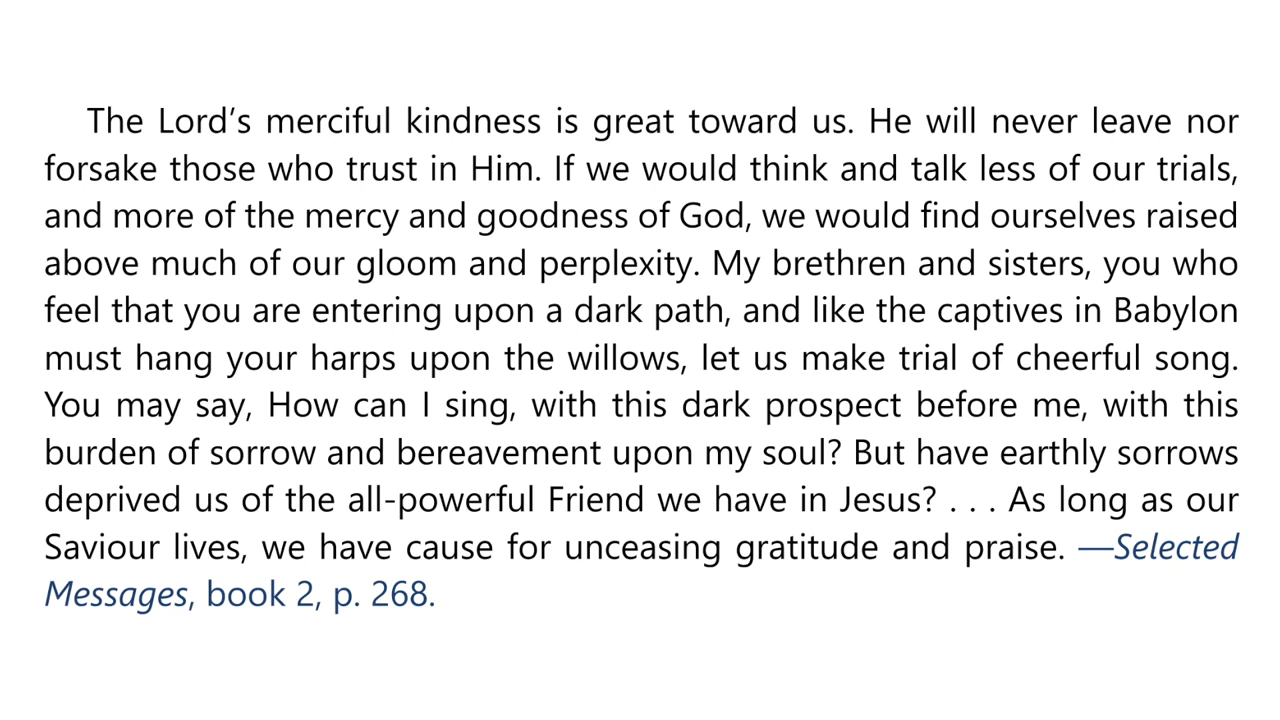 The Lord’s merciful kindness is great toward us. He will never leave nor
forsake those who trust in Him. If we would think and talk less of our trials,
and more of the mercy and goodness of God, we would find ourselves raised
above much of our gloom and perplexity. My brethren and sisters, you who
feel that you are entering upon a dark path, and like the captives in Babylon
must hang your harps upon the willows, let us make trial of cheerful song.
You may say, How can I sing, with this dark prospect before me, with this
burden of sorrow and bereavement upon my soul? But have earthly sorrows
deprived us of the all-powerful Friend we have in Jesus? . . . As long as our
Saviour lives, we have cause for unceasing gratitude and praise. —Selected
Messages, book 2, p. 268.